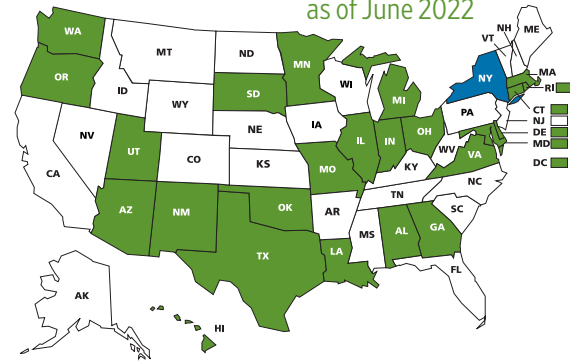 as of June 2022
WA
OR
CA
NV
ID
MT
WY
UT
AZ
CO
NM
ND
SD
NE
KS
OK
TX
MN
IA
MO
AR
LA
WI
IL
MS
MI
IN
KY
TN
AL
OH
GA
FL
SC
NC
VA
WV
PA
NY
VT
NH
ME
MA
RI
CT
NJ
DE
MD
DC
AK
HI